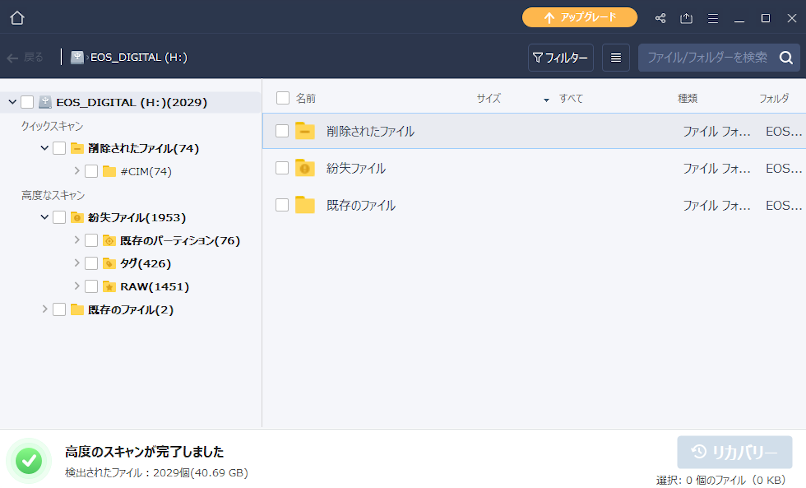 アップグレード
戻る
EOS_DIGITAL (H:)
フィルター
ファイル/フォルダーを検索
EOS_DIGITAL (H:)(2029)
クイックスキャン
削除されたファイル(74)
#CIM(74)
高度なスキャン
紛失ファイル(1953)
既存のパーティション(76)
タグ(426)
RAW(1451)
既存のファイル(2)
名前 サイズ すべて 種類 フォルダ
削除されたファイル ファイル フォ... EOS...
紛失ファイル ファイル フォ... EOS...
既存のファイル ファイル フォ... EOS...
高度のスキャンが完了しました
検出されたファイル：2029個(40.69 GB)
リカバリー
選択: 0 個のファイル（0 KB）